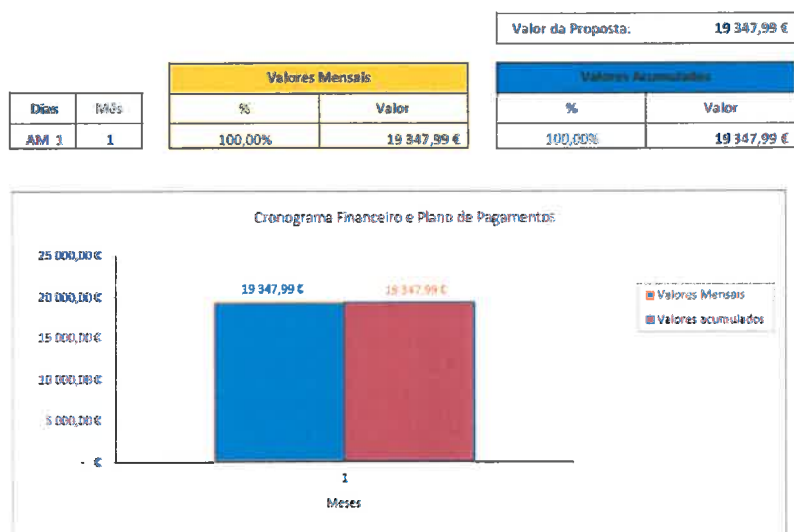 Valor da Proposta: 19 347,99 €
Valores Mensais Valores Acumulados
Dias Mês % Valor % Valor
AM 1 1 100,00% 19 347,99 € 100,00% 19 347,99 €
Cronograma Financeiro e Plano de Pagamentos
25 000,00 €
20 000,00 €
15 000,00 €
10 000,00 €
5 000,00 €
- €
19 347,99 € 19 347,99 €
Valores Mensais
Valores acumulados
1
Meses